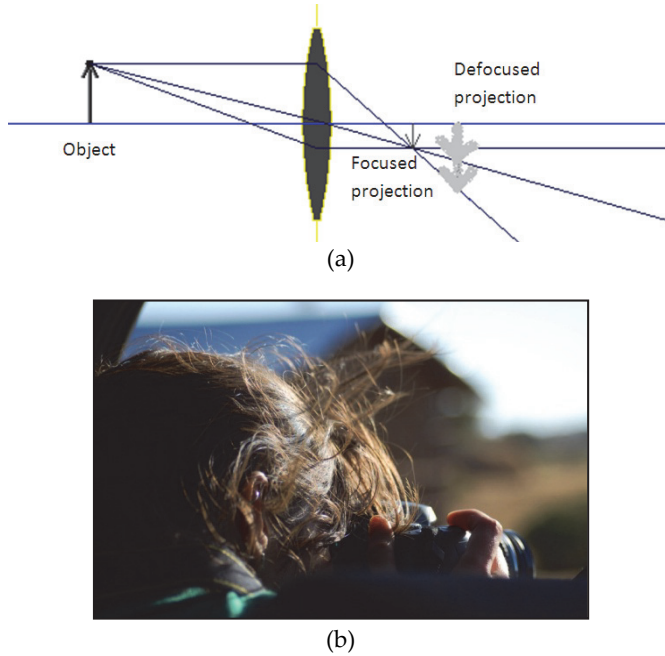 Defocused
projection
Object
Focused
projection
(a)
(b)